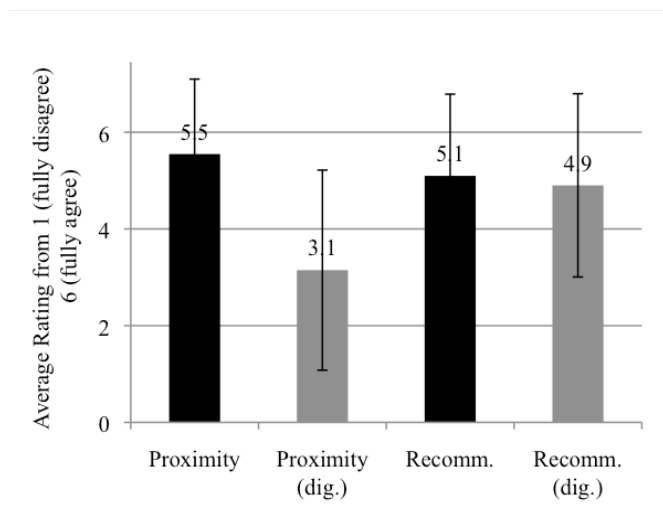 Average Rating from 1 (fully disagree)
6 (fully agree)
6
4
2
0
5.5
3.1
5.1
4.9
Proximity
Proximity
(dig.)
Recomm.
Recomm.
(dig.)